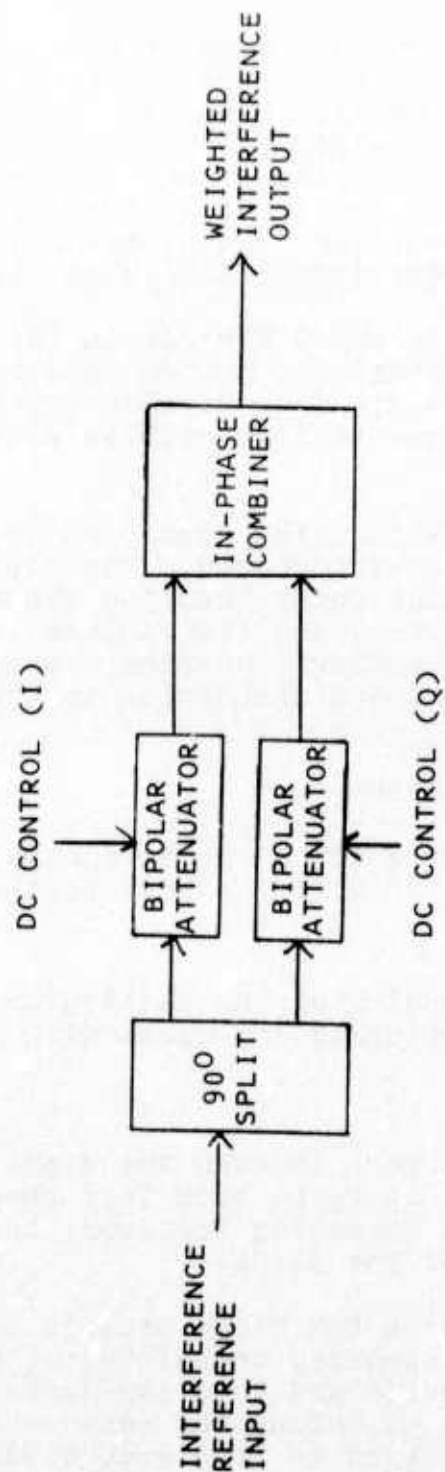 INTERFERENCE
REFERENCE
INPUT
90° SPLIT
DC CONTROL (I)
BIPOLAR
ATTENUATOR
BIPOLAR
ATTENUATOR
DC CONTROL (Q)
IN-PHASE
COMBINER
WEIGHTED
INTERFERENCE
OUTPUT